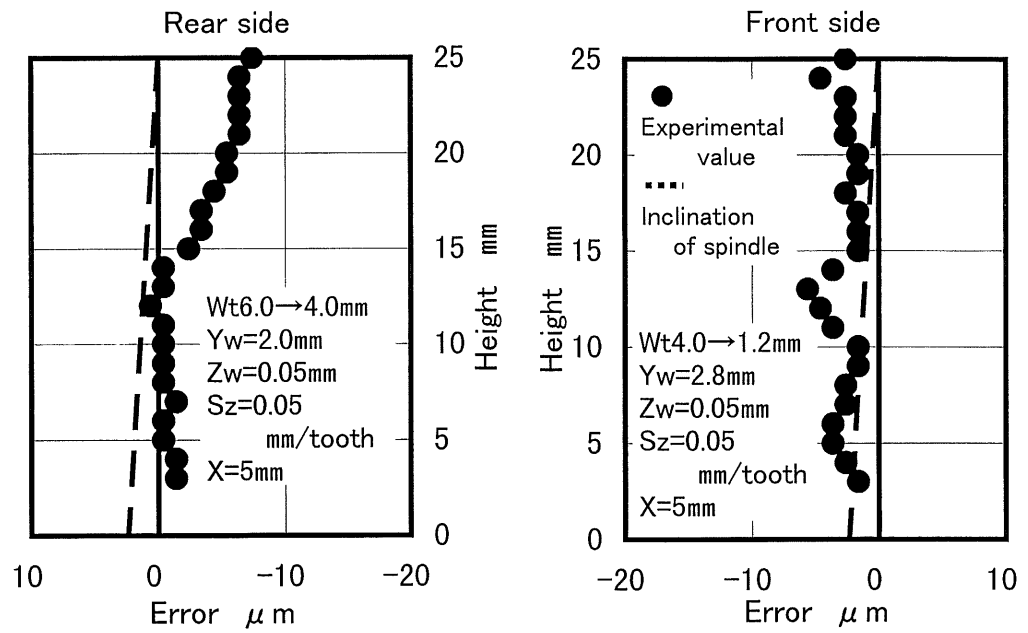 Rear side
25
20
15
10
5
0
Height mm
Wt6.0→4.0mm
Yw=2.0mm
Zw=0.05mm
Sz=0.05
mm/tooth
X=5mm
10 0 -10 -20
Error μm
Front side
25
20
15
10
5
0
Height mm
Experimental
value
Inclination
of spindle
Wt4.0→1.2mm
Yw=2.8mm
Zw=0.05mm
Sz=0.05
mm/tooth
X=5mm
-20 -10 0 10
Error μm